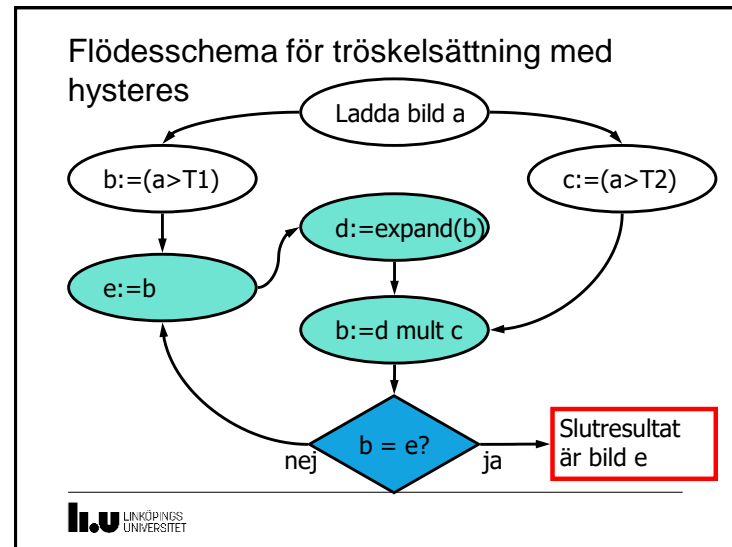 Flödesschema för tröskelsättning med
hysteres
Ladda bild a
b:=(a>T1)
c:=(a>T2)
d:=expand(b)
e:=b
b:=d mult c
b = e?
nej
ja
Slutresultat
är bild e
LINKÖPINGS
UNIVERSITET